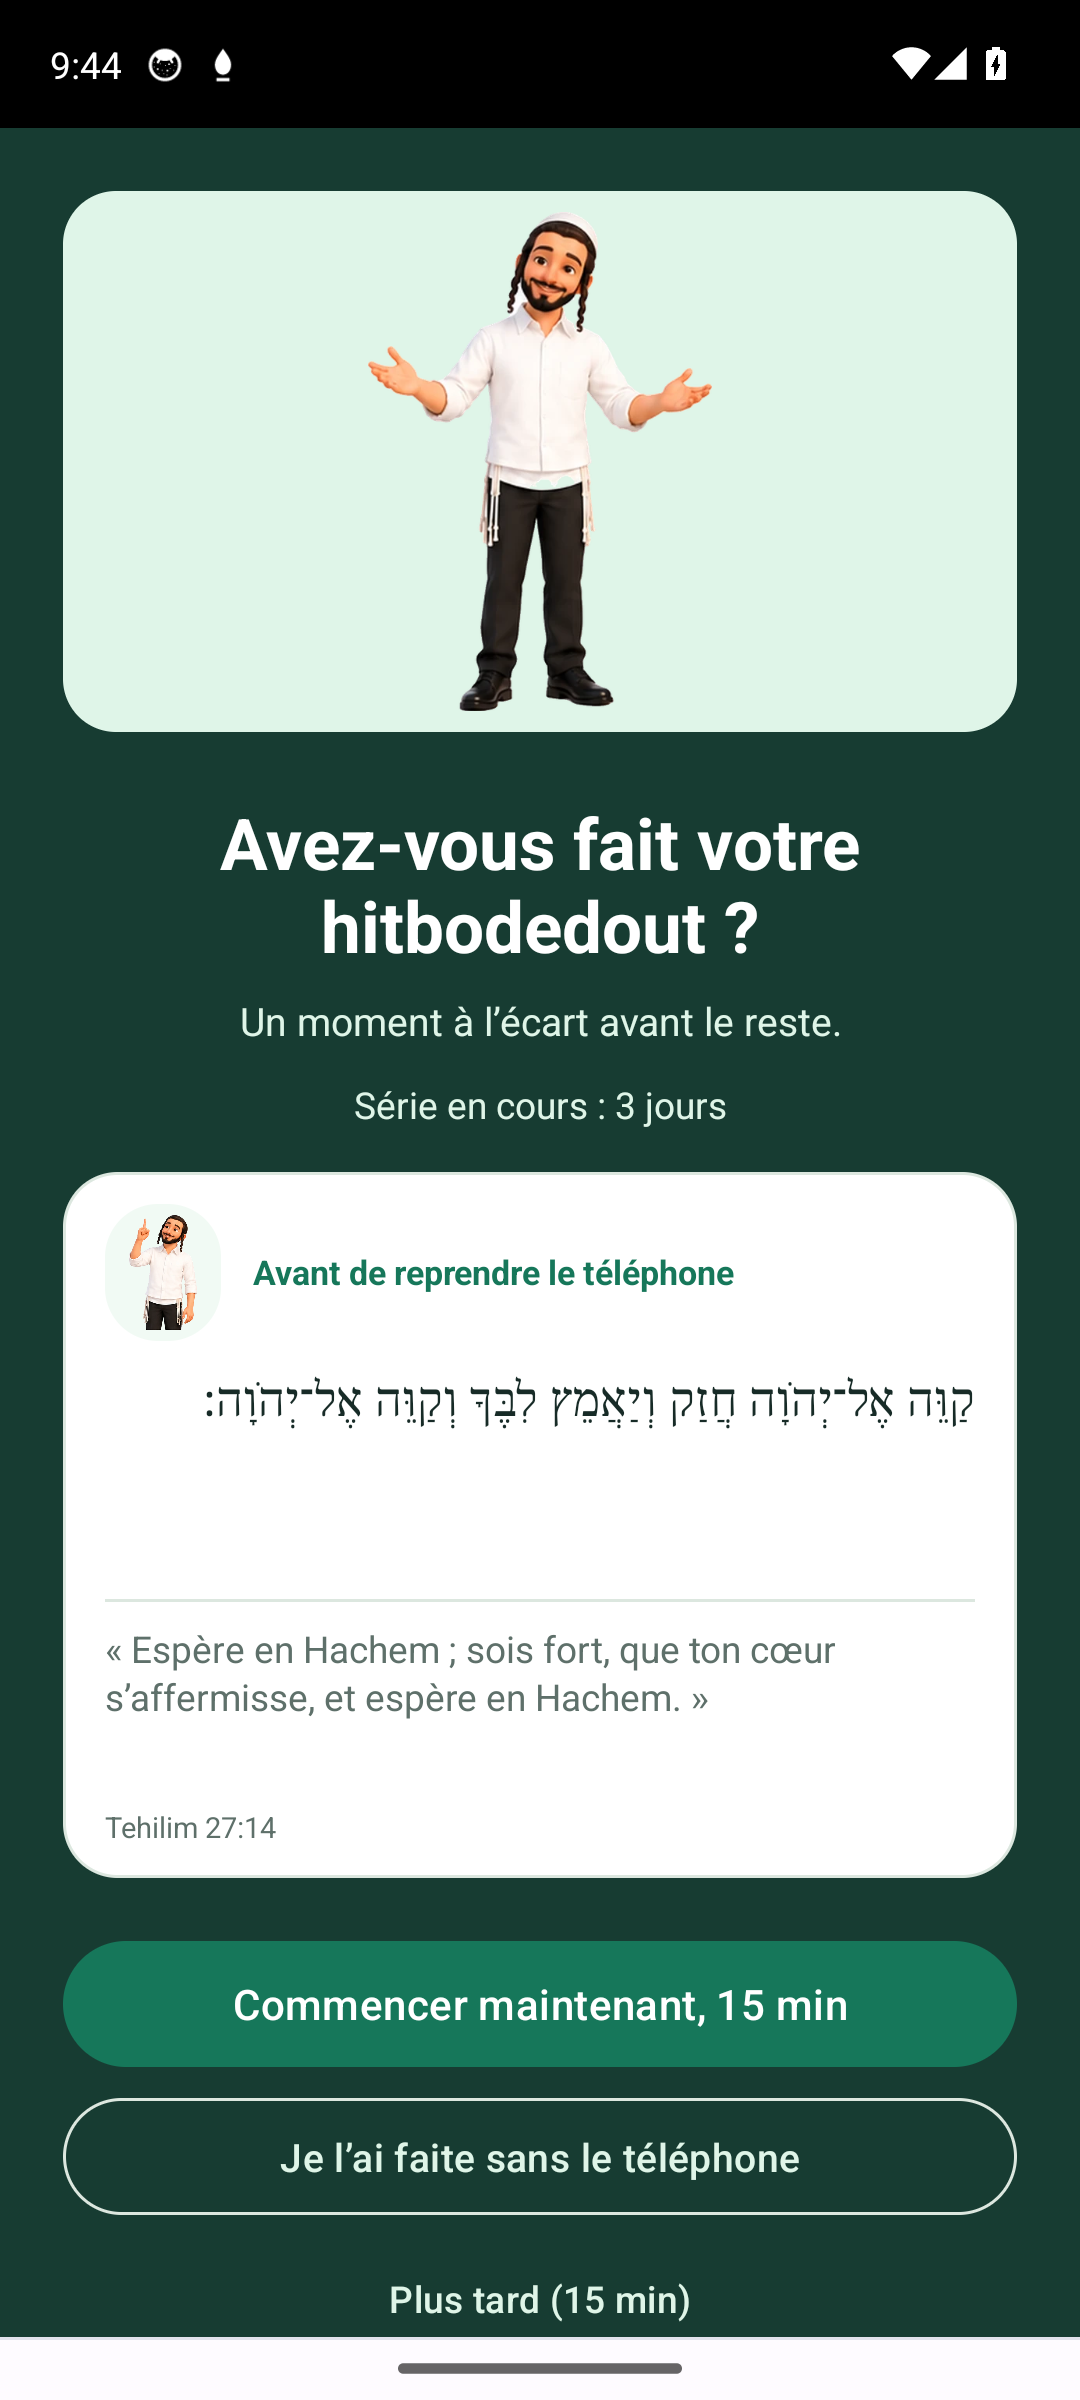 9:44
Avez-vous fait votre
hitbodedout ?
Un moment à l’écart avant le reste.
Série en cours : 3 jours
Avant de reprendre le téléphone
קַוֵּה אֶל־יְהֹוָה חֲזַק וְיַאֲמֵץ לִבֶּךָ וְקַוֵּה אֶל־יְהֹוָה:
« Espère en Hachem ; sois fort, que ton cœur
s’affermisse, et espère en Hachem. »
Tehilim 27:14
Commencer maintenant, 15 min
Je l’ai faite sans le téléphone
Plus tard (15 min)